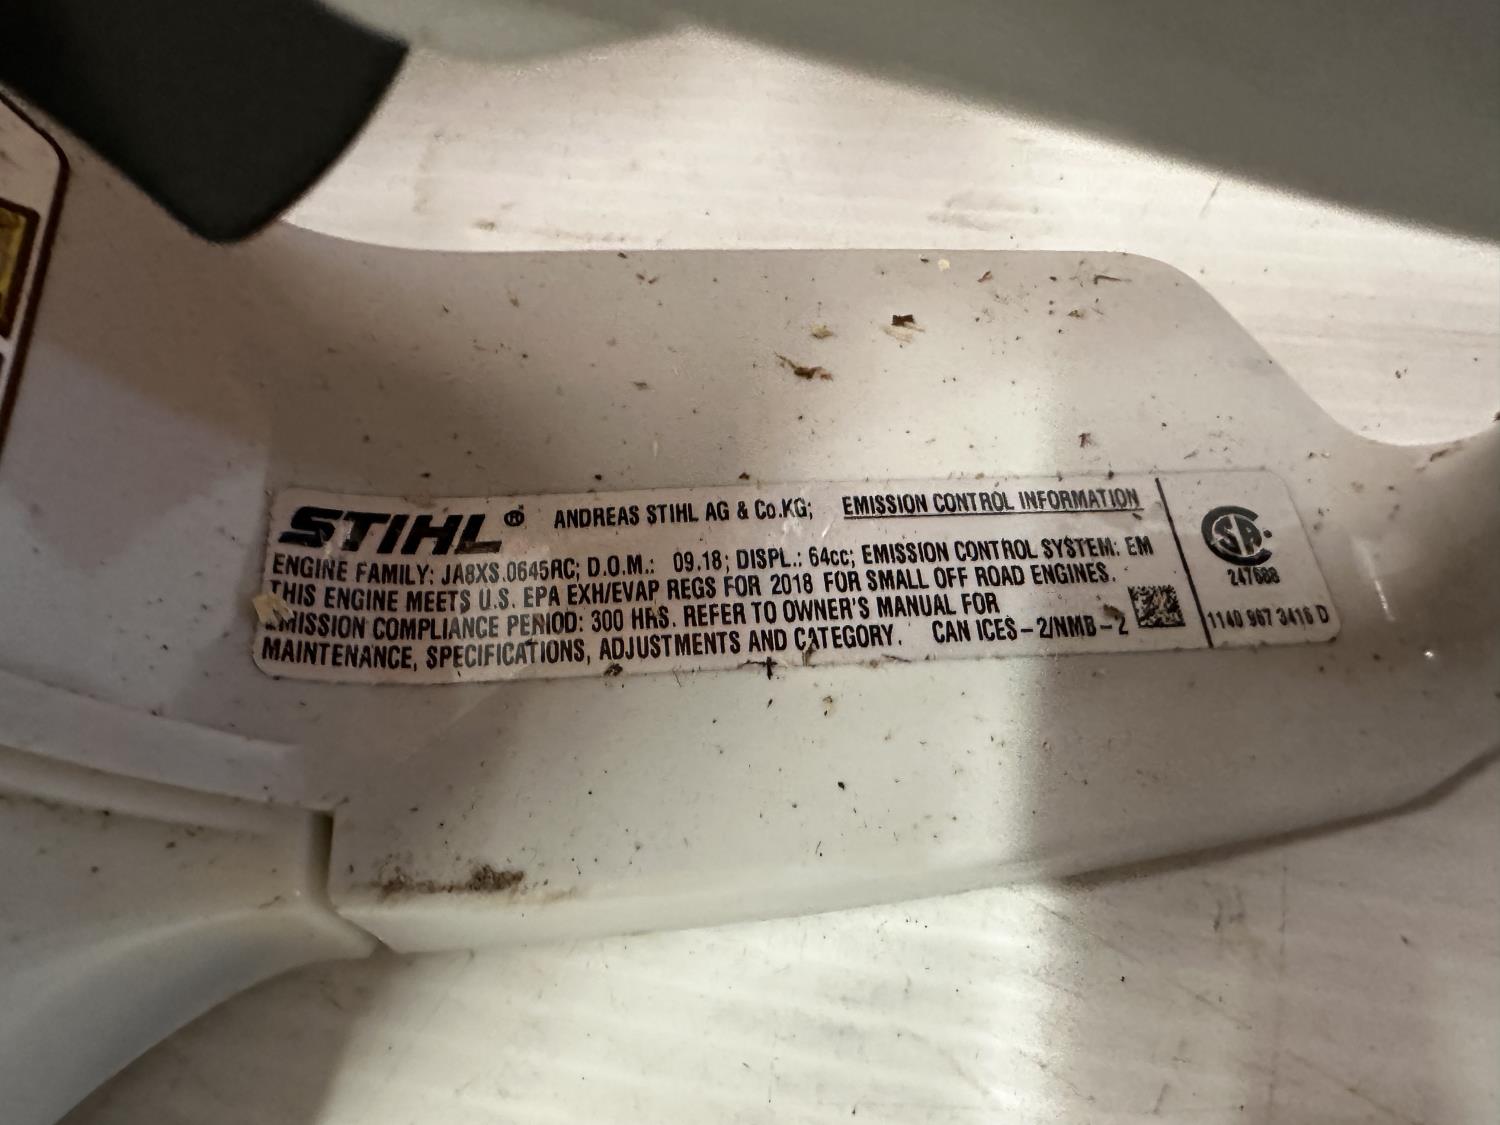 STIHL® ANDREAS STIHL AG & Co.KG; EMISSION CONTROL INFORMATION
ENGINE FAMILY: JA8XS.0645RC; D.O.M.: 09.18; DISPL.: 64cc; EMISSION CONTROL SYSTEM: EM
THIS ENGINE MEETS U.S. EPA EXH/EVAP REGS FOR 2018 FOR SMALL OFF ROAD ENGINES.
EMISSION COMPLIANCE PERIOD: 300 HRS. REFER TO OWNER'S MANUAL FOR
MAINTENANCE, SPECIFICATIONS, ADJUSTMENTS AND CATEGORY. CAN ICES-2/NMB-2
SA
247688
1140 967 3416 D